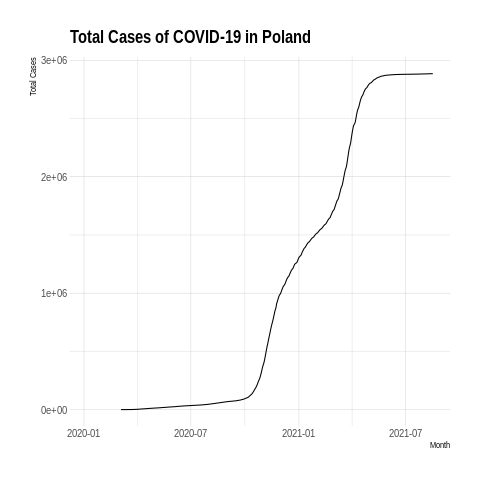 Total Cases of COVID-19 in Poland
Total Cases
3e+06
2e+06
1e+06
0e+00
2020-01 2020-07 2021-01 2021-07
Month